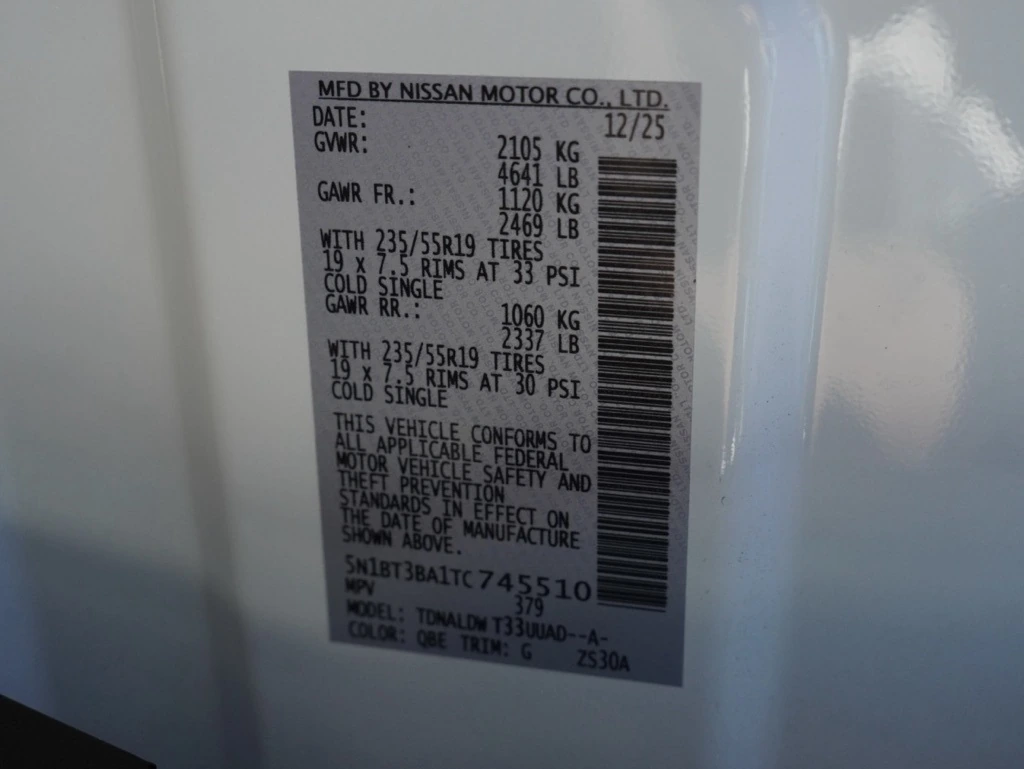 MFD BY NISSAN MOTOR CO., LTD.
DATE: 12/25
GVWR: 2105 KG
4641 LB
GAWR FR.: 1120 KG
2469 LB
WITH 235/55R19 TIRES
19 x 7.5 RIMS AT 33 PSI
COLD SINGLE
GAWR RR.: 1060 KG
2337 LB
WITH 235/55R19 TIRES
19 x 7.5 RIMS AT 30 PSI
COLD SINGLE
THIS VEHICLE CONFORMS TO
ALL APPLICABLE FEDERAL
MOTOR VEHICLE SAFETY AND
THEFT PREVENTION
STANDARDS IN EFFECT ON
THE DATE OF MANUFACTURE
SHOWN ABOVE.
5N1BT3BA1TC745510
MPV 379
MODEL: TDNALDW T33UUAD--A-
COLOR: QBE TRIM: G ZS30A